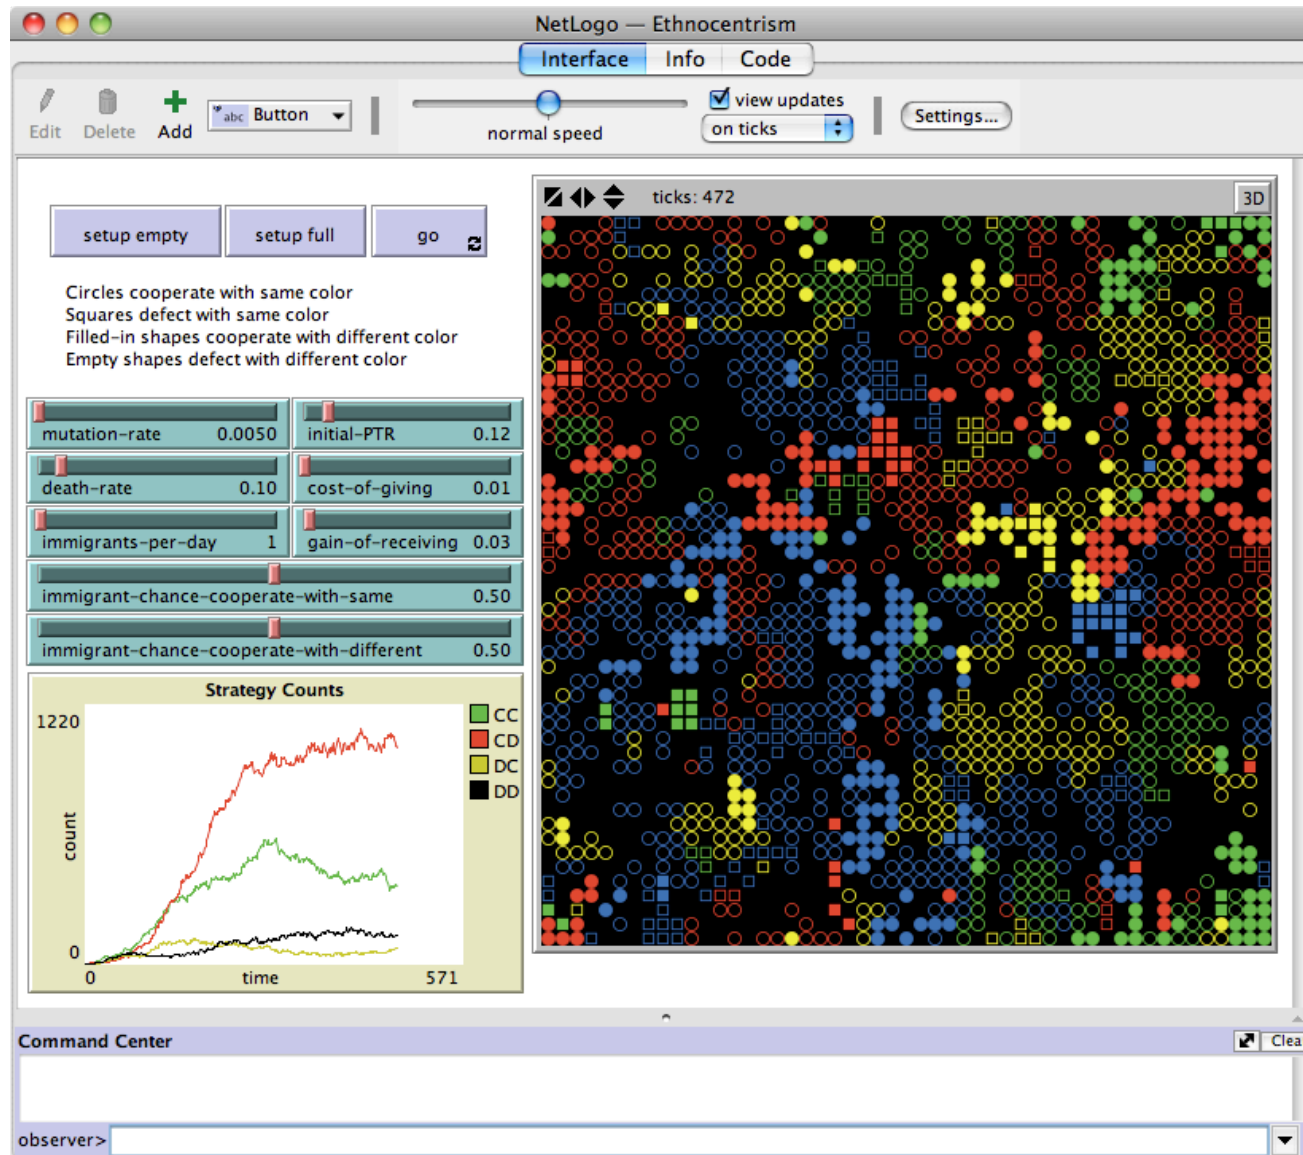 NetLogo — Ethnocentrism
Interface Info Code
Edit Delete Add abc Button normal speed view updates on ticks Settings...
setup empty setup full go
ticks: 472 3D
Circles cooperate with same color
Squares defect with same color
Filled-in shapes cooperate with different color
Empty shapes defect with different color
mutation-rate 0.0050 initial-PTR 0.12
death-rate 0.10 cost-of-giving 0.01
immigrants-per-day 1 gain-of-receiving 0.03
immigrant-chance-cooperate-with-same 0.50
immigrant-chance-cooperate-with-different 0.50
Strategy Counts
1220
count
0
0 time 571
CC
CD
DC
DD
Command Center Clea
observer>